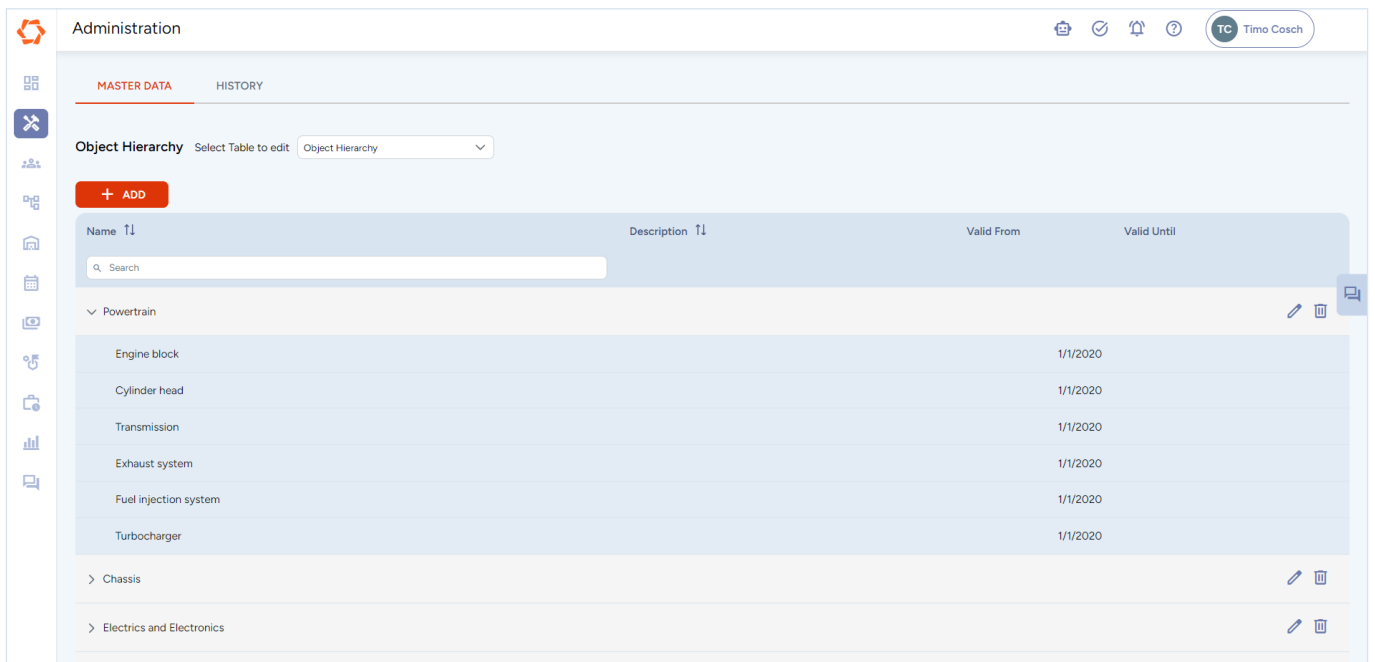 Administration
TC Timo Cosch
MASTER DATA HISTORY
Object Hierarchy Select Table to edit Object Hierarchy
+ ADD
Name Description Valid From Valid Until
Search
Powertrain
Engine block 1/1/2020
Cylinder head 1/1/2020
Transmission 1/1/2020
Exhaust system 1/1/2020
Fuel injection system 1/1/2020
Turbocharger 1/1/2020
Chassis
Electrics and Electronics